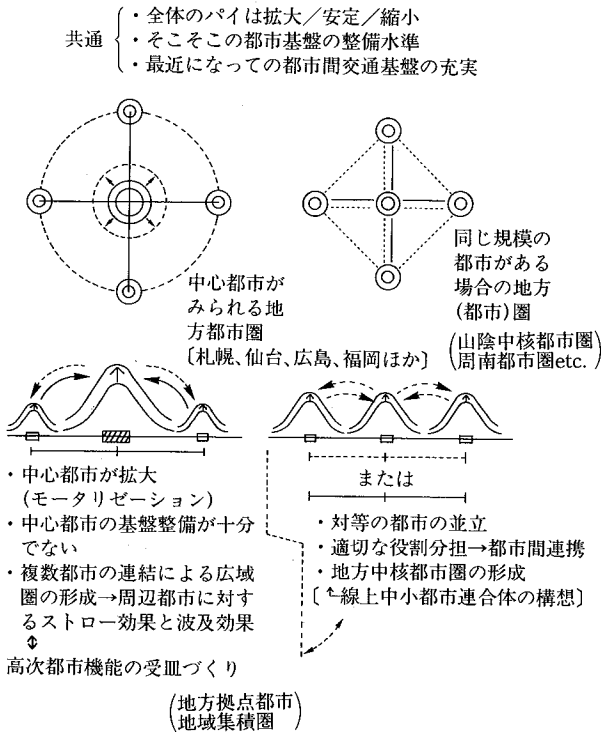 共通
・全体のパイは拡大／安定／縮小
・そこそこの都市基盤の整備水準
・最近になっての都市間交通基盤の充実
中心都市が
みられる地
方都市圏
〔札幌、仙台、広島、福岡ほか〕
同じ規模の
都市がある
場合の地方
(都市)圏
(山陰中核都市圏
周南都市圏etc.)
・中心都市が拡大
(モータリゼーション)
・中心都市の基盤整備が十分
でない
・複数都市の連結による広域
圏の形成→周辺都市に対す
るストロー効果と波及効果
⇕
高次都市機能の受皿づくり
または
・対等の都市の並立
・適切な役割分担→都市間連携
・地方中核都市圏の形成
〔線上中小都市連合体の構想〕
(地方拠点都市
地域集積圏)